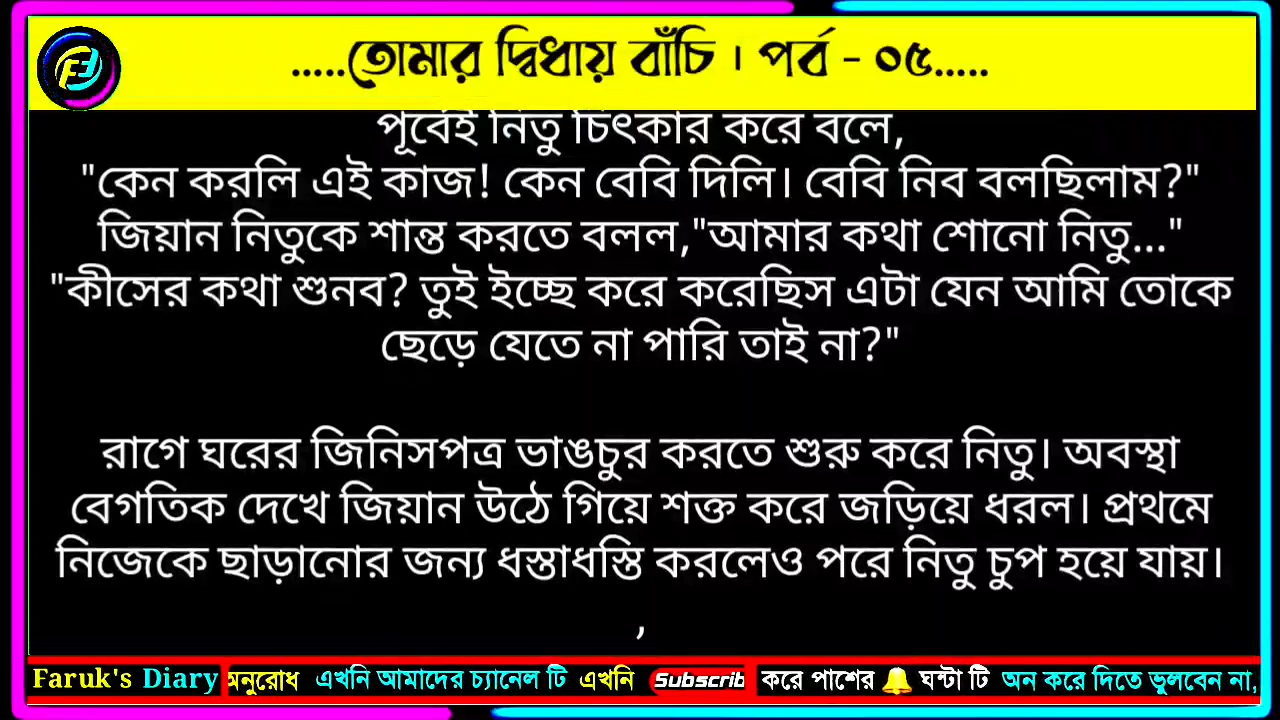 .....তোমার দ্বিধায় বাঁচি । পর্ব - ০৫.....
পূর্বেই নিতু চিৎকার করে বলে,
"কেন করলি এই কাজ! কেন বেবি দিলি। বেবি নিব বলছিলাম?"
জিয়ান নিতুকে শান্ত করতে বলল,"আমার কথা শোনো নিতু..."
"কীসের কথা শুনব? তুই ইচ্ছে করে করেছিস এটা যেন আমি তোকে
ছেড়ে যেতে না পারি তাই না?"
রাগে ঘরের জিনিসপত্র ভাঙচুর করতে শুরু করে নিতু। অবস্থা
বেগতিক দেখে জিয়ান উঠে গিয়ে শক্ত করে জড়িয়ে ধরল। প্রথমে
নিজেকে ছাড়ানোর জন্য ধস্তাধস্তি করলেও পরে নিতু চুপ হয়ে যায়।
,
Faruk's Diary অনুরোধ এখনি আমাদের চ্যানেল টি এখনি Subscrib করে পাশের 🔔 ঘন্টা টি অন করে দিতে ভুলবেন না,